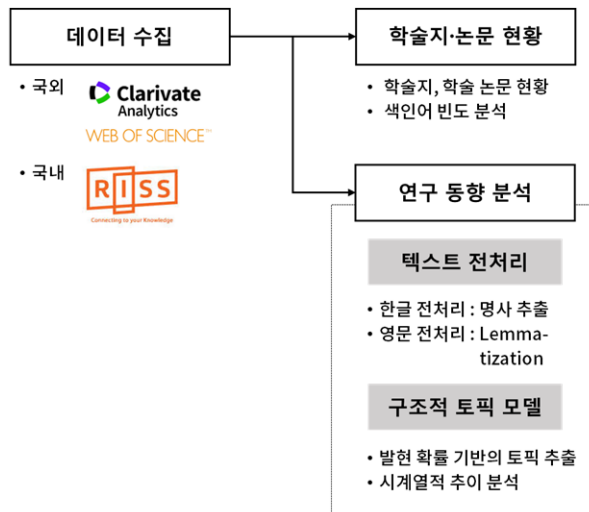 데이터 수집
• 국외
Clarivate
Analytics
WEB OF SCIENCE™
• 국내
RISS
Connecting to your Knowledge
학술지·논문 현황
• 학술지, 학술 논문 현황
• 색인어 빈도 분석
연구 동향 분석
텍스트 전처리
• 한글 전처리 : 명사 추출
• 영문 전처리 : Lemma-
tization
구조적 토픽 모델
• 발현 확률 기반의 토픽 추출
• 시계열적 추이 분석